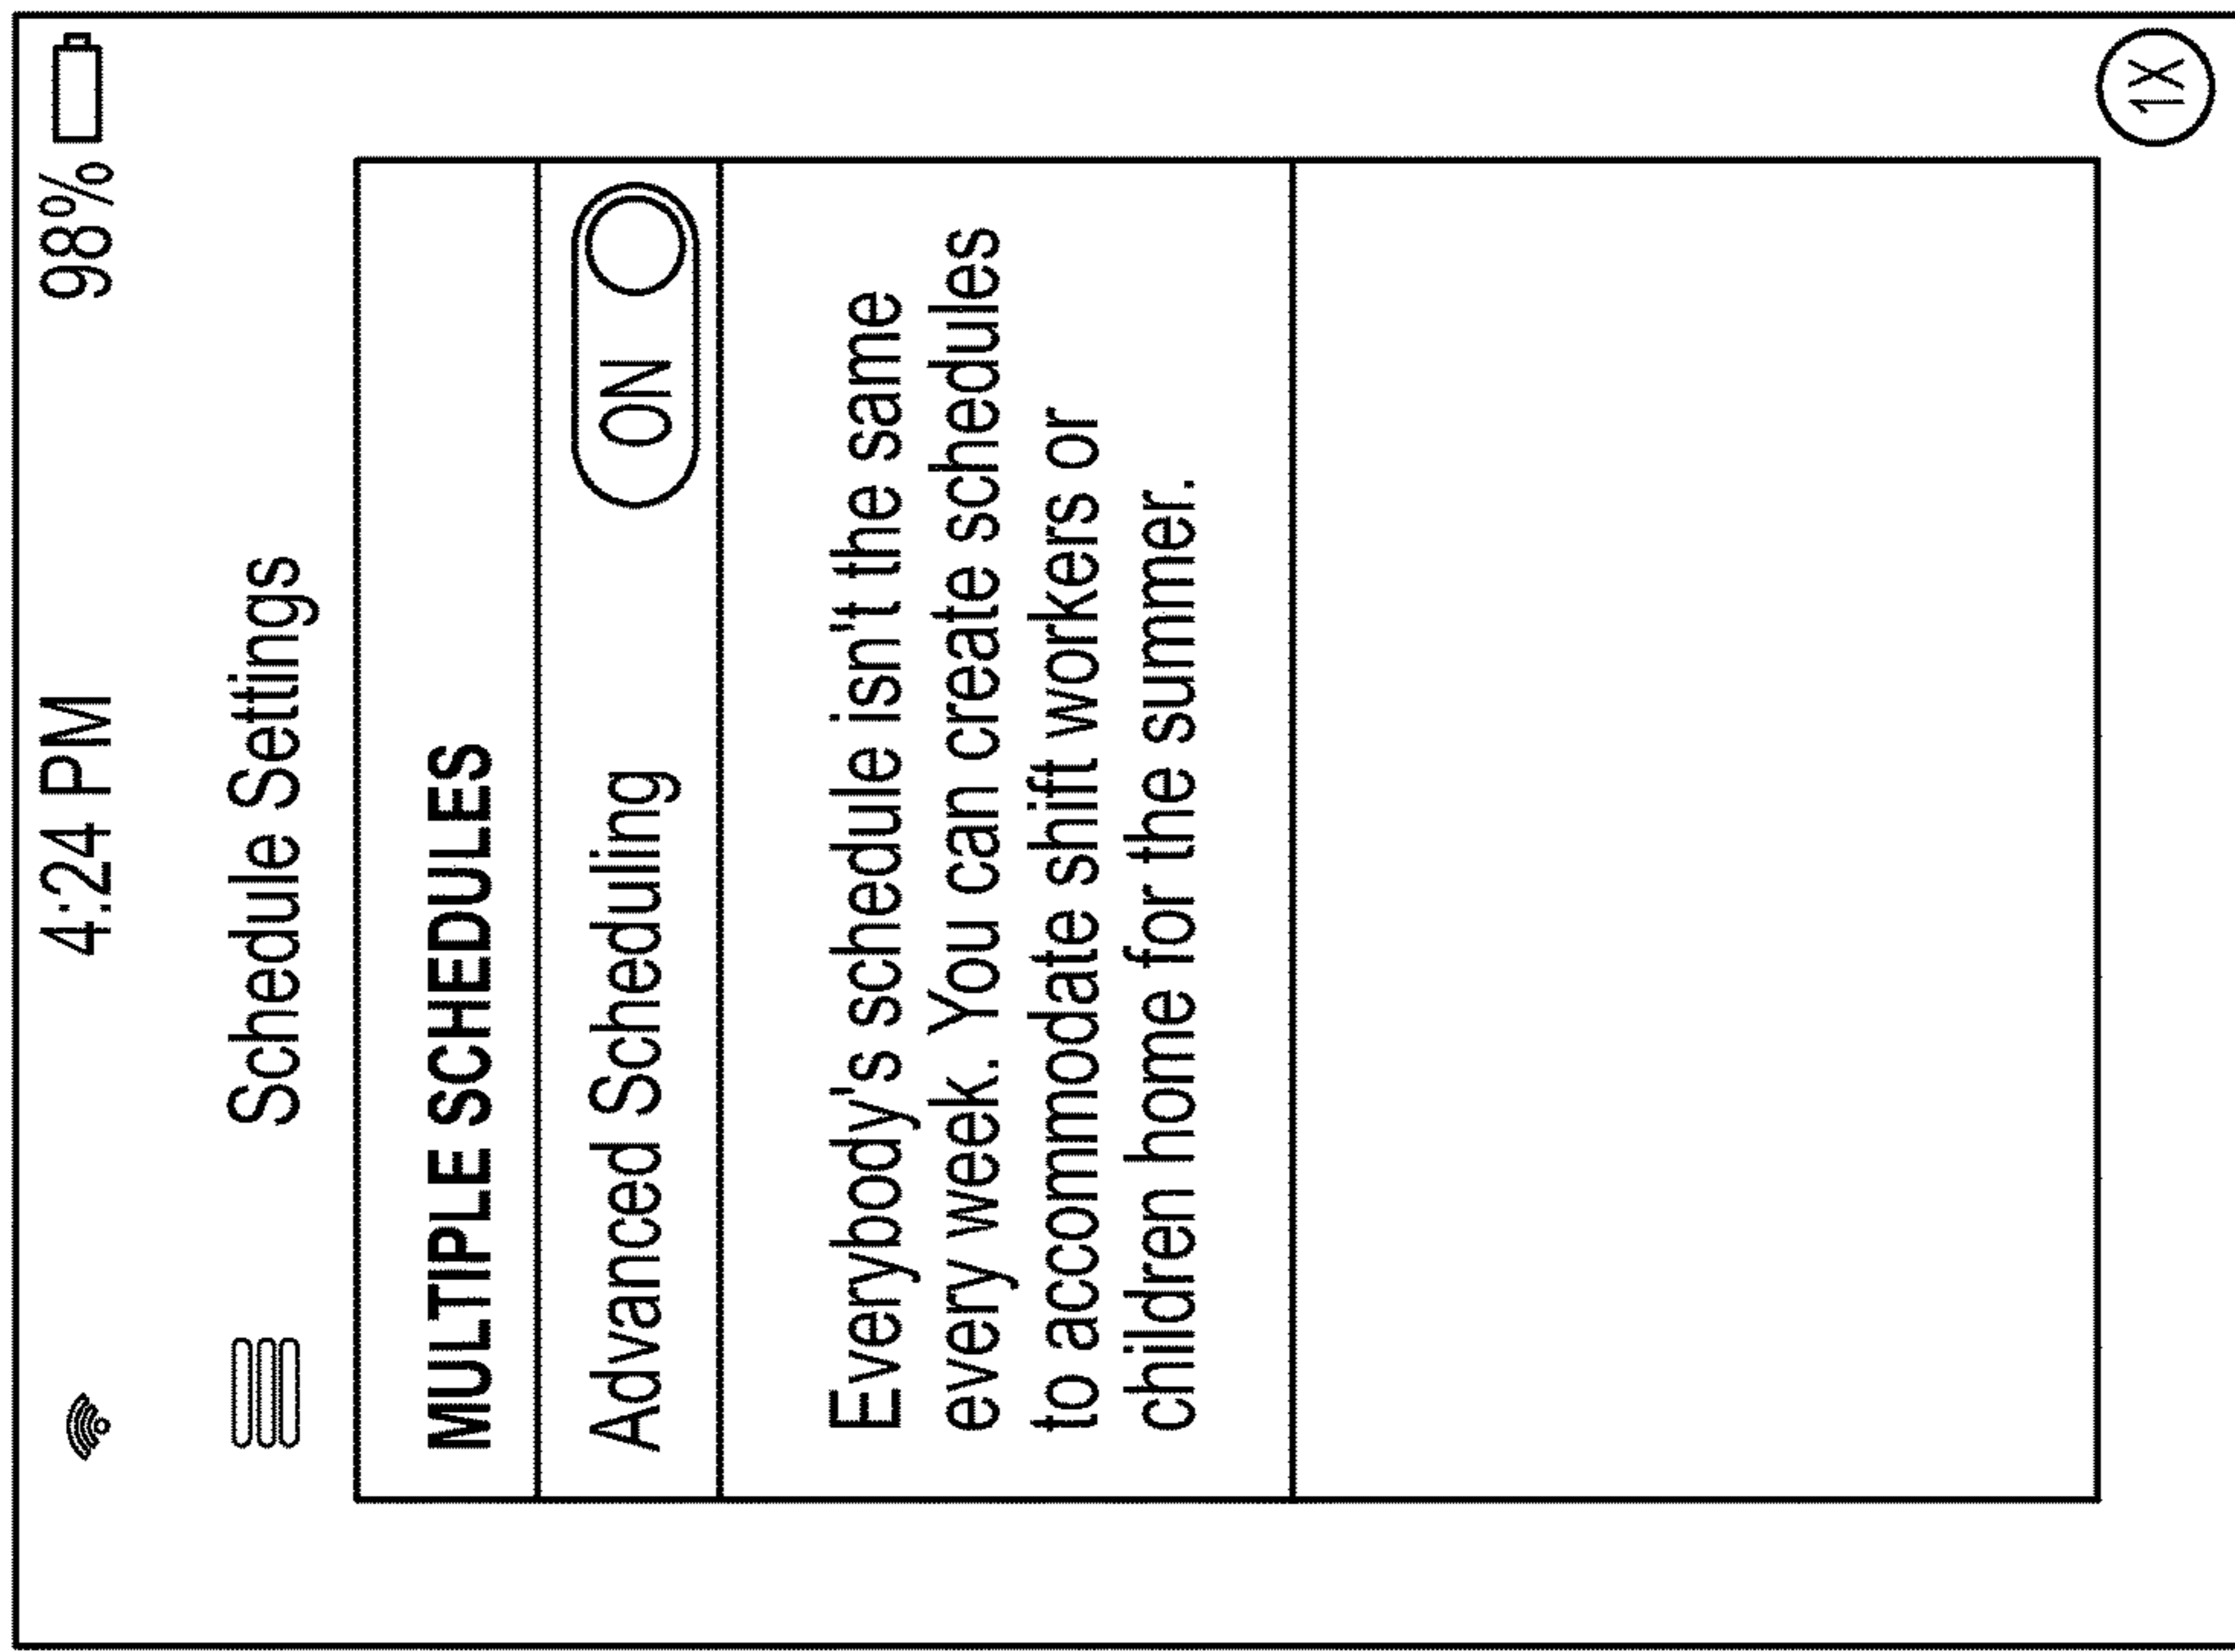 4:24 PM 98%
Schedule Settings
MULTIPLE SCHEDULES
Advanced Scheduling ON
Everybody's schedule isn't the same
every week. You can create schedules
to accommodate shift workers or
children home for the summer.
1X